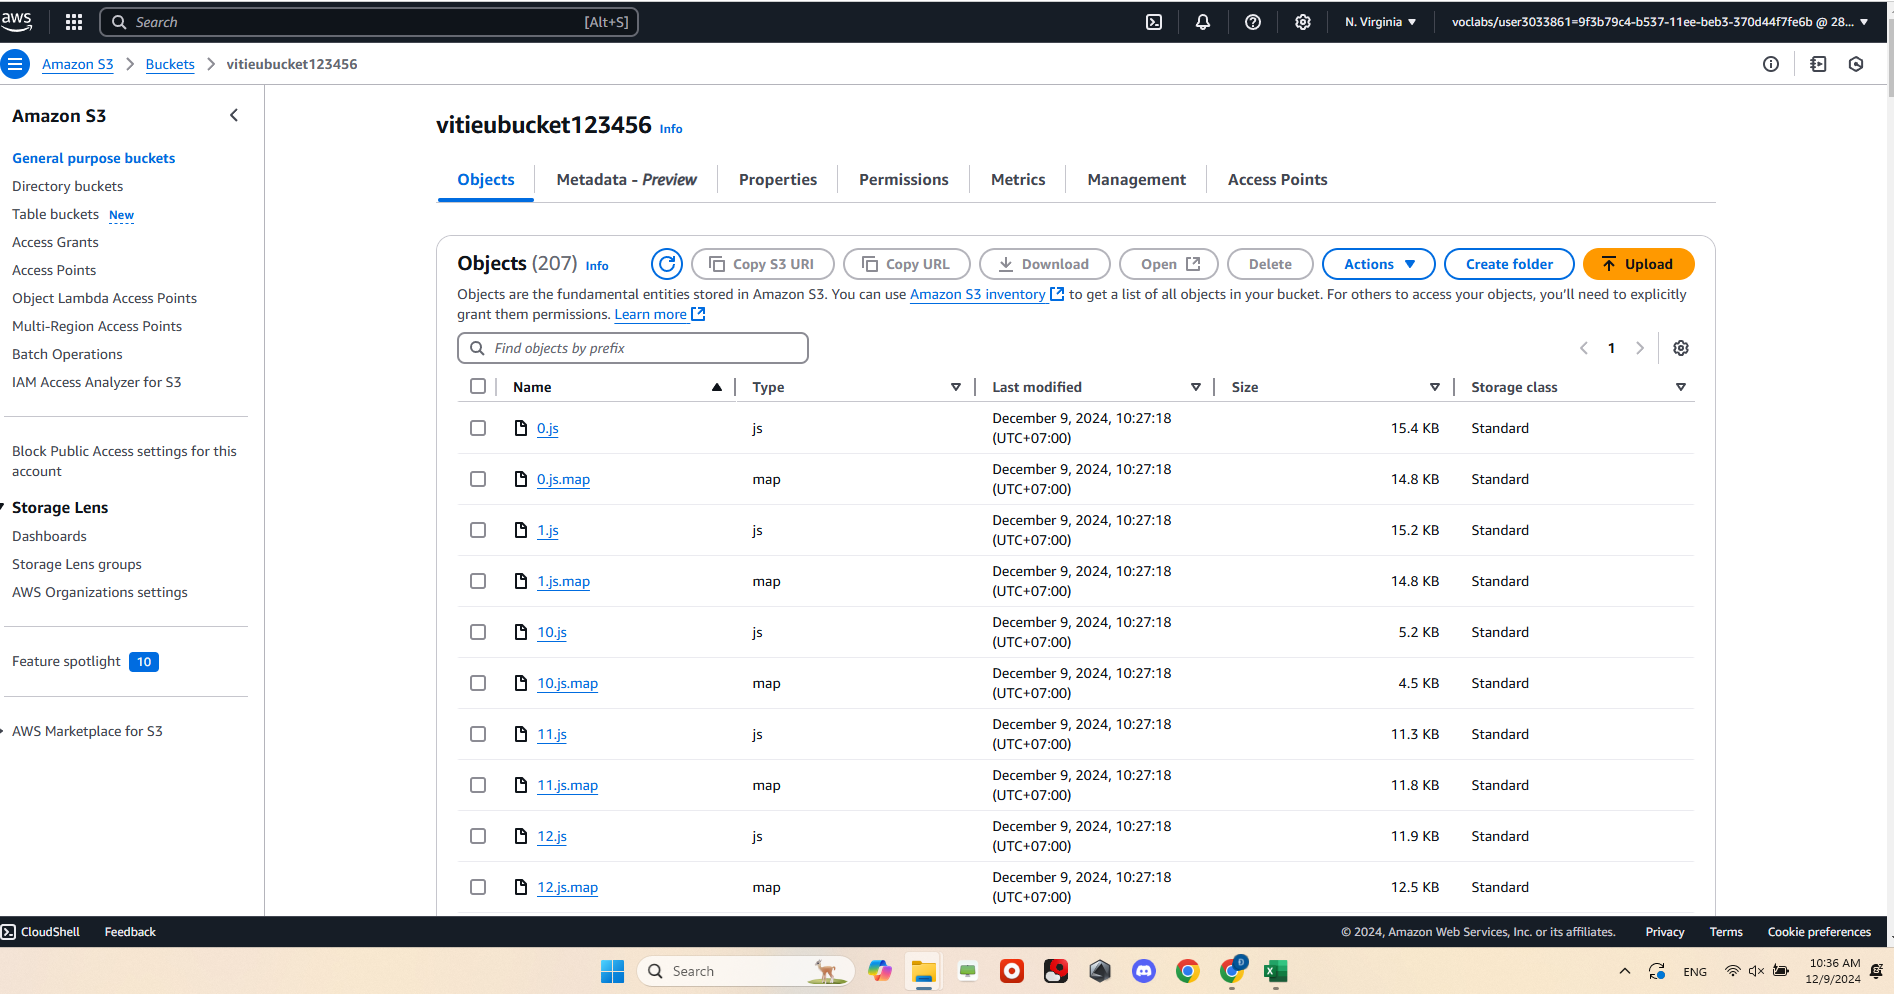 aws
Search [Alt+S]
N. Virginia
voclabs/user3033861=9f3b79c4-b537-11ee-beb3-370d44f7fe6b @ 28...
Amazon S3 > Buckets > vitieubucket123456
Amazon S3
General purpose buckets
Directory buckets
Table buckets New
Access Grants
Access Points
Object Lambda Access Points
Multi-Region Access Points
Batch Operations
IAM Access Analyzer for S3
Block Public Access settings for this
account
Storage Lens
Dashboards
Storage Lens groups
AWS Organizations settings
Feature spotlight 10
AWS Marketplace for S3
vitieubucket123456 Info
Objects Metadata - Preview Properties Permissions Metrics Management Access Points
Objects (207) Info Copy S3 URI Copy URL Download Open Delete Actions Create folder Upload
Objects are the fundamental entities stored in Amazon S3. You can use Amazon S3 inventory to get a list of all objects in your bucket. For others to access your objects, you'll need to explicitly
grant them permissions. Learn more
Find objects by prefix
1
Name Type Last modified Size Storage class
0.js js December 9, 2024, 10:27:18 (UTC+07:00) 15.4 KB Standard
0.js.map map December 9, 2024, 10:27:18 (UTC+07:00) 14.8 KB Standard
1.js js December 9, 2024, 10:27:18 (UTC+07:00) 15.2 KB Standard
1.js.map map December 9, 2024, 10:27:18 (UTC+07:00) 14.8 KB Standard
10.js js December 9, 2024, 10:27:18 (UTC+07:00) 5.2 KB Standard
10.js.map map December 9, 2024, 10:27:18 (UTC+07:00) 4.5 KB Standard
11.js js December 9, 2024, 10:27:18 (UTC+07:00) 11.3 KB Standard
11.js.map map December 9, 2024, 10:27:18 (UTC+07:00) 11.8 KB Standard
12.js js December 9, 2024, 10:27:18 (UTC+07:00) 11.9 KB Standard
12.js.map map December 9, 2024, 10:27:18 (UTC+07:00) 12.5 KB Standard
CloudShell Feedback © 2024, Amazon Web Services, Inc. or its affiliates. Privacy Terms Cookie preferences
Search
ENG
10:36 AM
12/9/2024